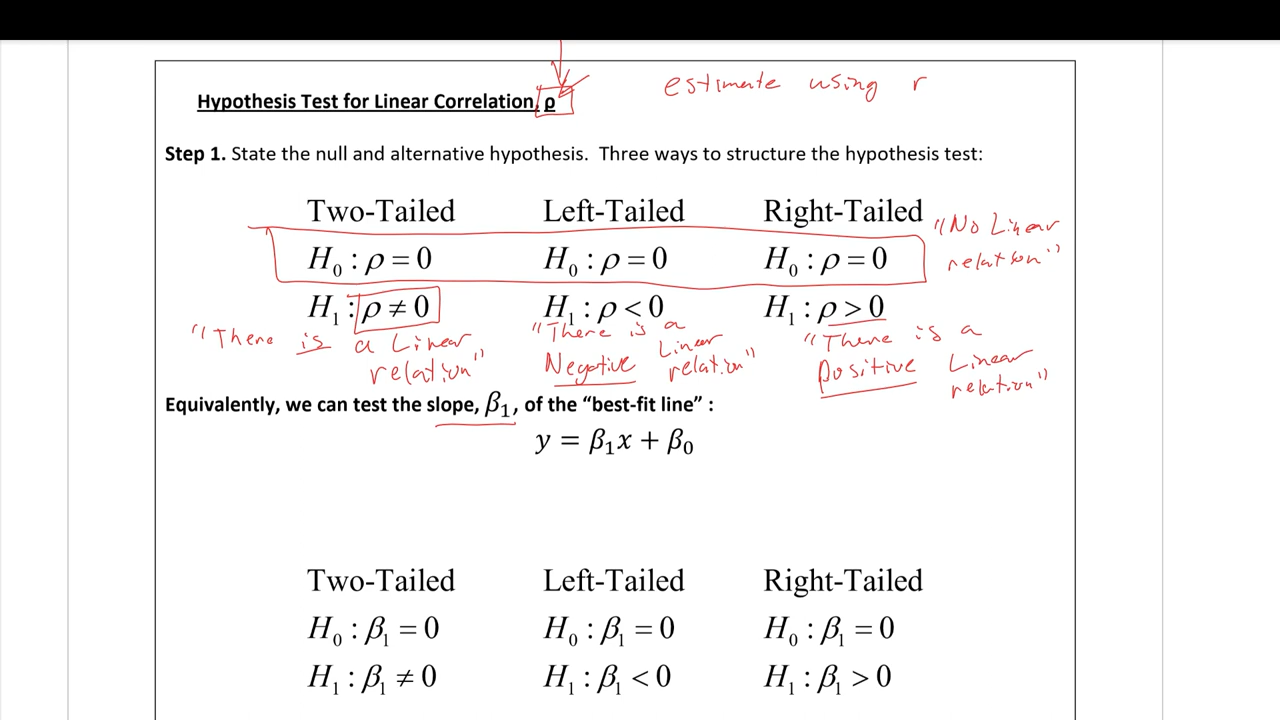 estimate using r
Hypothesis Test for Linear Correlation, ρ
Step 1. State the null and alternative hypothesis. Three ways to structure the hypothesis test:
Two-Tailed Left-Tailed Right-Tailed
"No Linear
relation"
H₀ : ρ = 0 H₀ : ρ = 0 H₀ : ρ = 0
H₁ : ρ ≠ 0 H₁ : ρ < 0 H₁ : ρ > 0
"There is a Linear
relation"
"There is a
Negative Linear
relation"
"There is a
Positive Linear
relation"
Equivalently, we can test the slope, β₁, of the “best-fit line” :
y = β₁x + β₀
Two-Tailed Left-Tailed Right-Tailed
H₀ : β₁ = 0 H₀ : β₁ = 0 H₀ : β₁ = 0
H₁ : β₁ ≠ 0 H₁ : β₁ < 0 H₁ : β₁ > 0